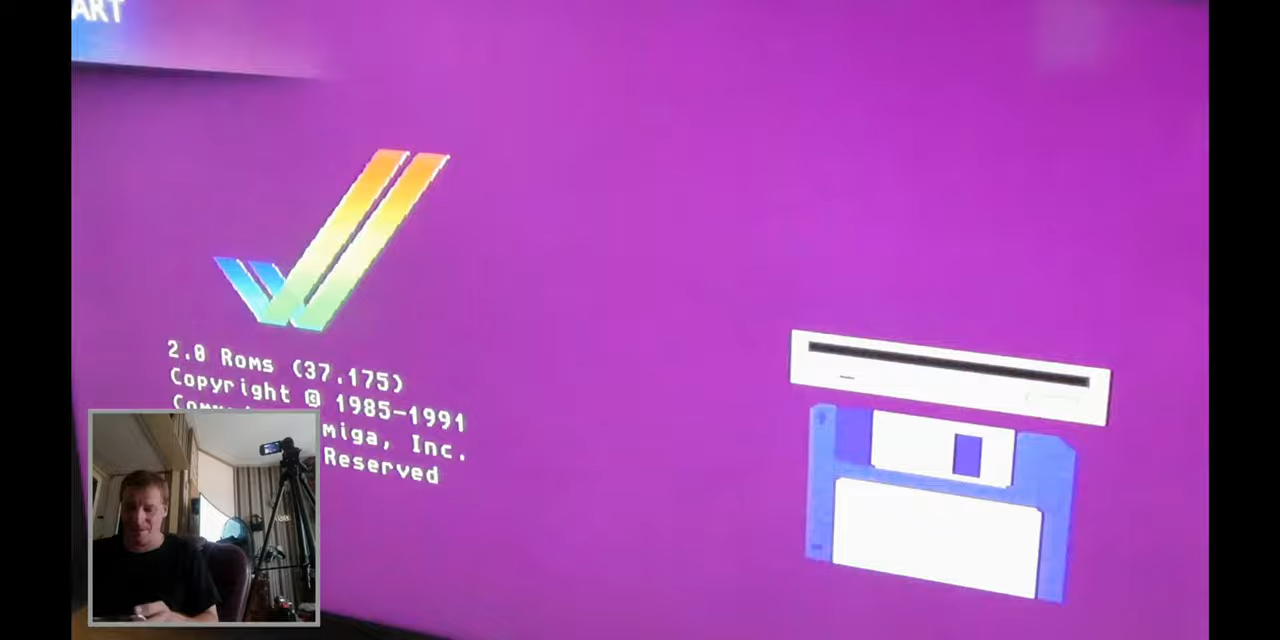 ART
2.0 Roms (37.175)
Copyright © 1985-1991
miga, Inc.
Reserved